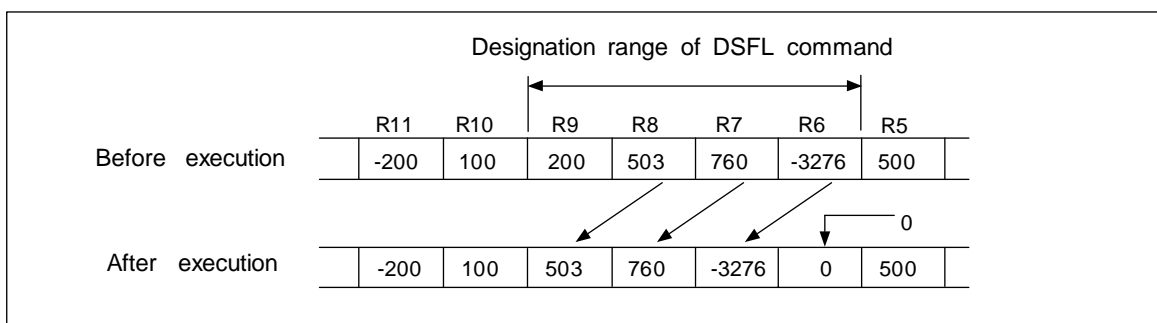 Designation range of DSFL command
R11 R10 R9 R8 R7 R6 R5
Before execution -200 100 200 503 760 -3276 500
0
After execution -200 100 503 760 -3276 0 500